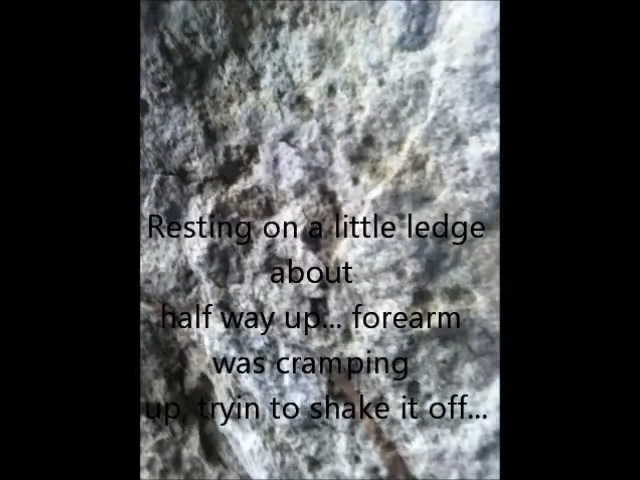 Resting on a little ledge
about
half way up... forearm
was cramping
up, tryin to shake it off...